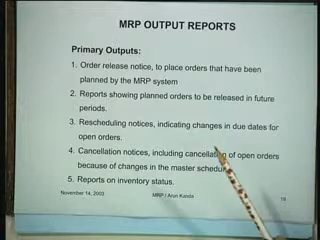 MRP OUTPUT REPORTS
Primary Outputs:
1. Order release notice, to place orders that have been
planned by the MRP system
2. Reports showing planned orders to be released in future
periods.
3. Rescheduling notices, indicating changes in due dates for
open orders.
4. Cancellation notices, including cancellation of open orders
because of changes in the master schedule
5. Reports on inventory status.
November 14, 2003 MRP / Arun Kanda 18